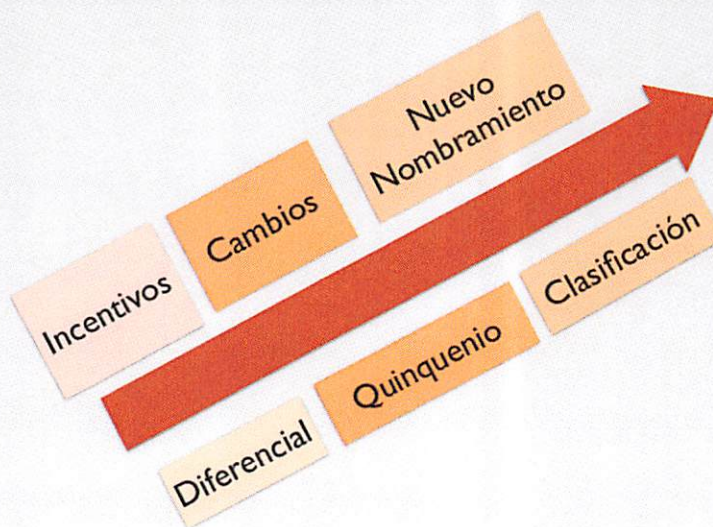 Incentivos
Cambios
Nuevo
Nombramiento
Diferencial
Quinquenio
Clasificación